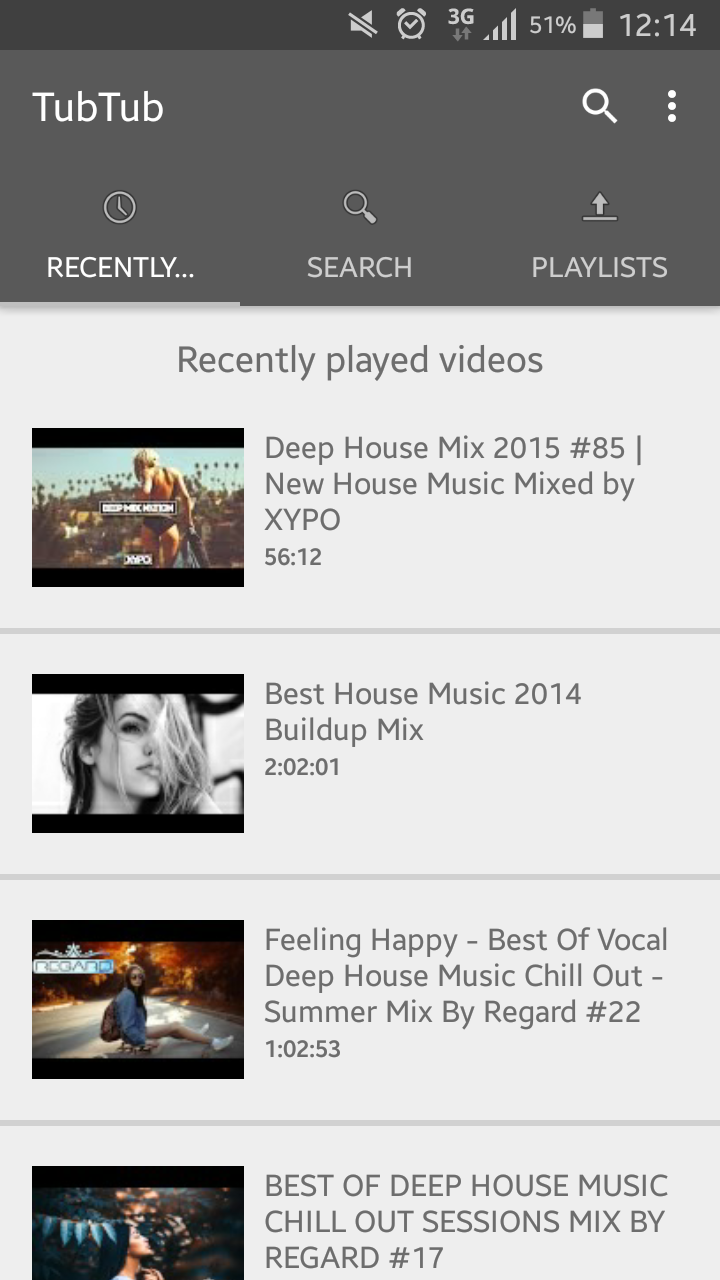 3G 51% 12:14
TubTub
RECENTLY... SEARCH PLAYLISTS
Recently played videos
Deep House Mix 2015 #85 |
New House Music Mixed by
XYPO
56:12
DEEP MIX NATION
XYPO
Best House Music 2014
Buildup Mix
2:02:01
REGARD
Feeling Happy - Best Of Vocal
Deep House Music Chill Out -
Summer Mix By Regard #22
1:02:53
BEST OF DEEP HOUSE MUSIC
CHILL OUT SESSIONS MIX BY
REGARD #17